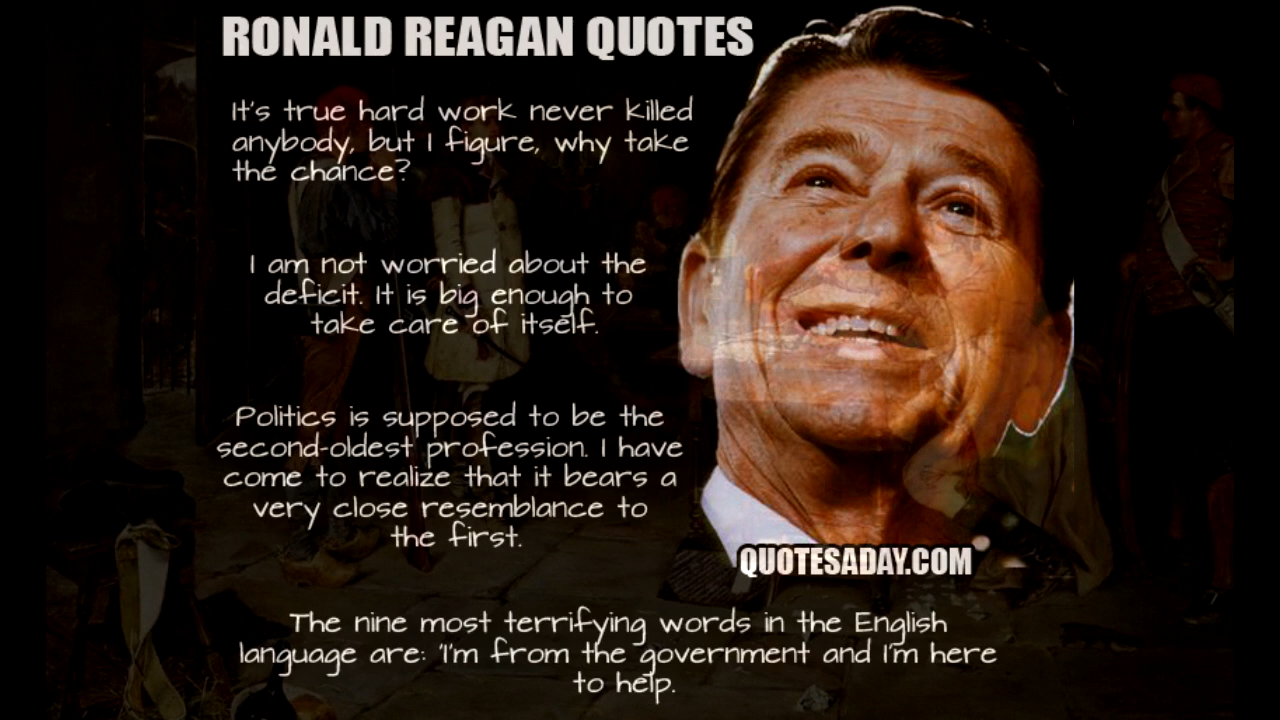 RONALD REAGAN QUOTES
It's true hard work never killed
anybody, but I figure, why take
the chance?
I am not worried about the
deficit. It is big enough to
take care of itself.
Politics is supposed to be the
second-oldest profession. I have
come to realize that it bears a
very close resemblance to
the first.
QUOTESADAY.COM
The nine most terrifying words in the English
language are: 'I'm from the government and I'm here
to help.